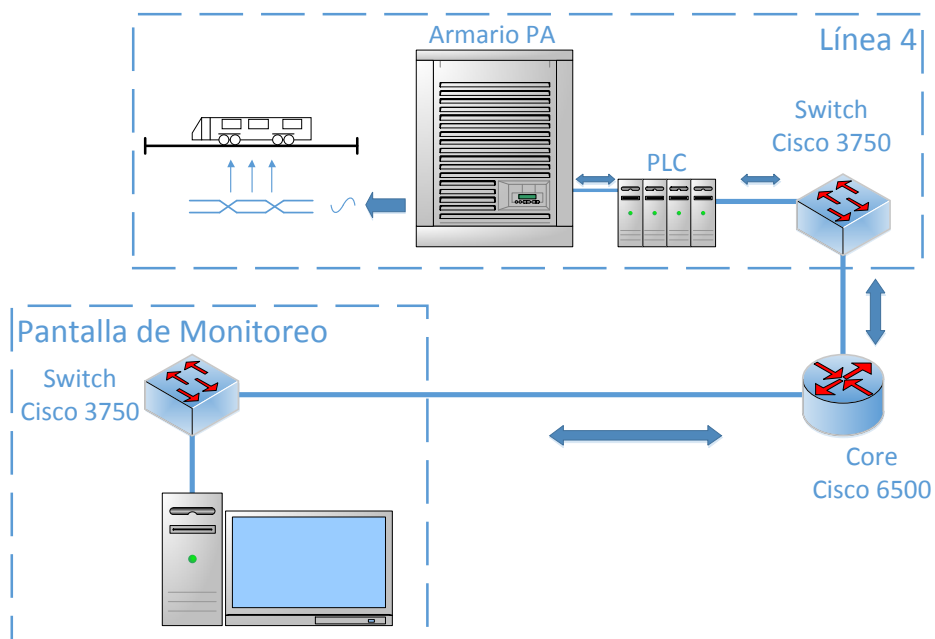 Armario PA
Línea 4
Switch
Cisco 3750
PLC
Pantalla de Monitoreo
Switch
Cisco 3750
Core
Cisco 6500